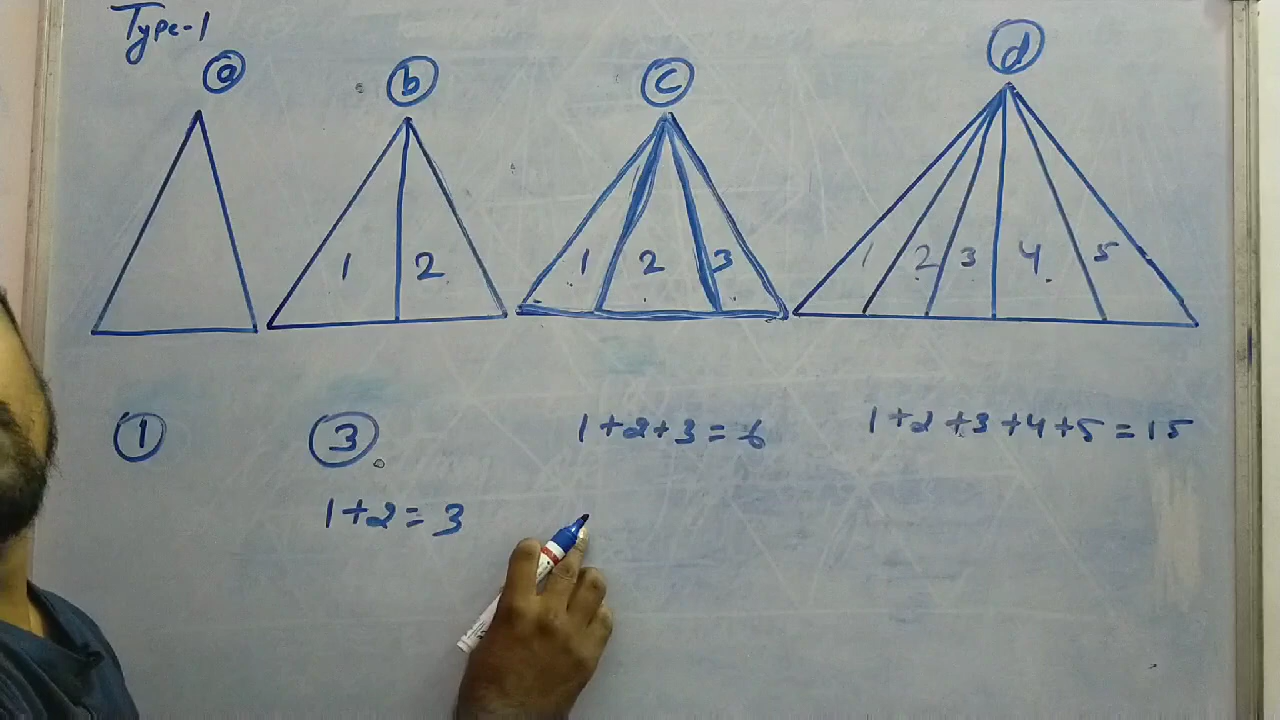 Type-1
a
b
c
d
1 2
1 2 3
1 2 3 4 5
1
3
1+2+3=6
1+2+3+4+5=15
1+2=3